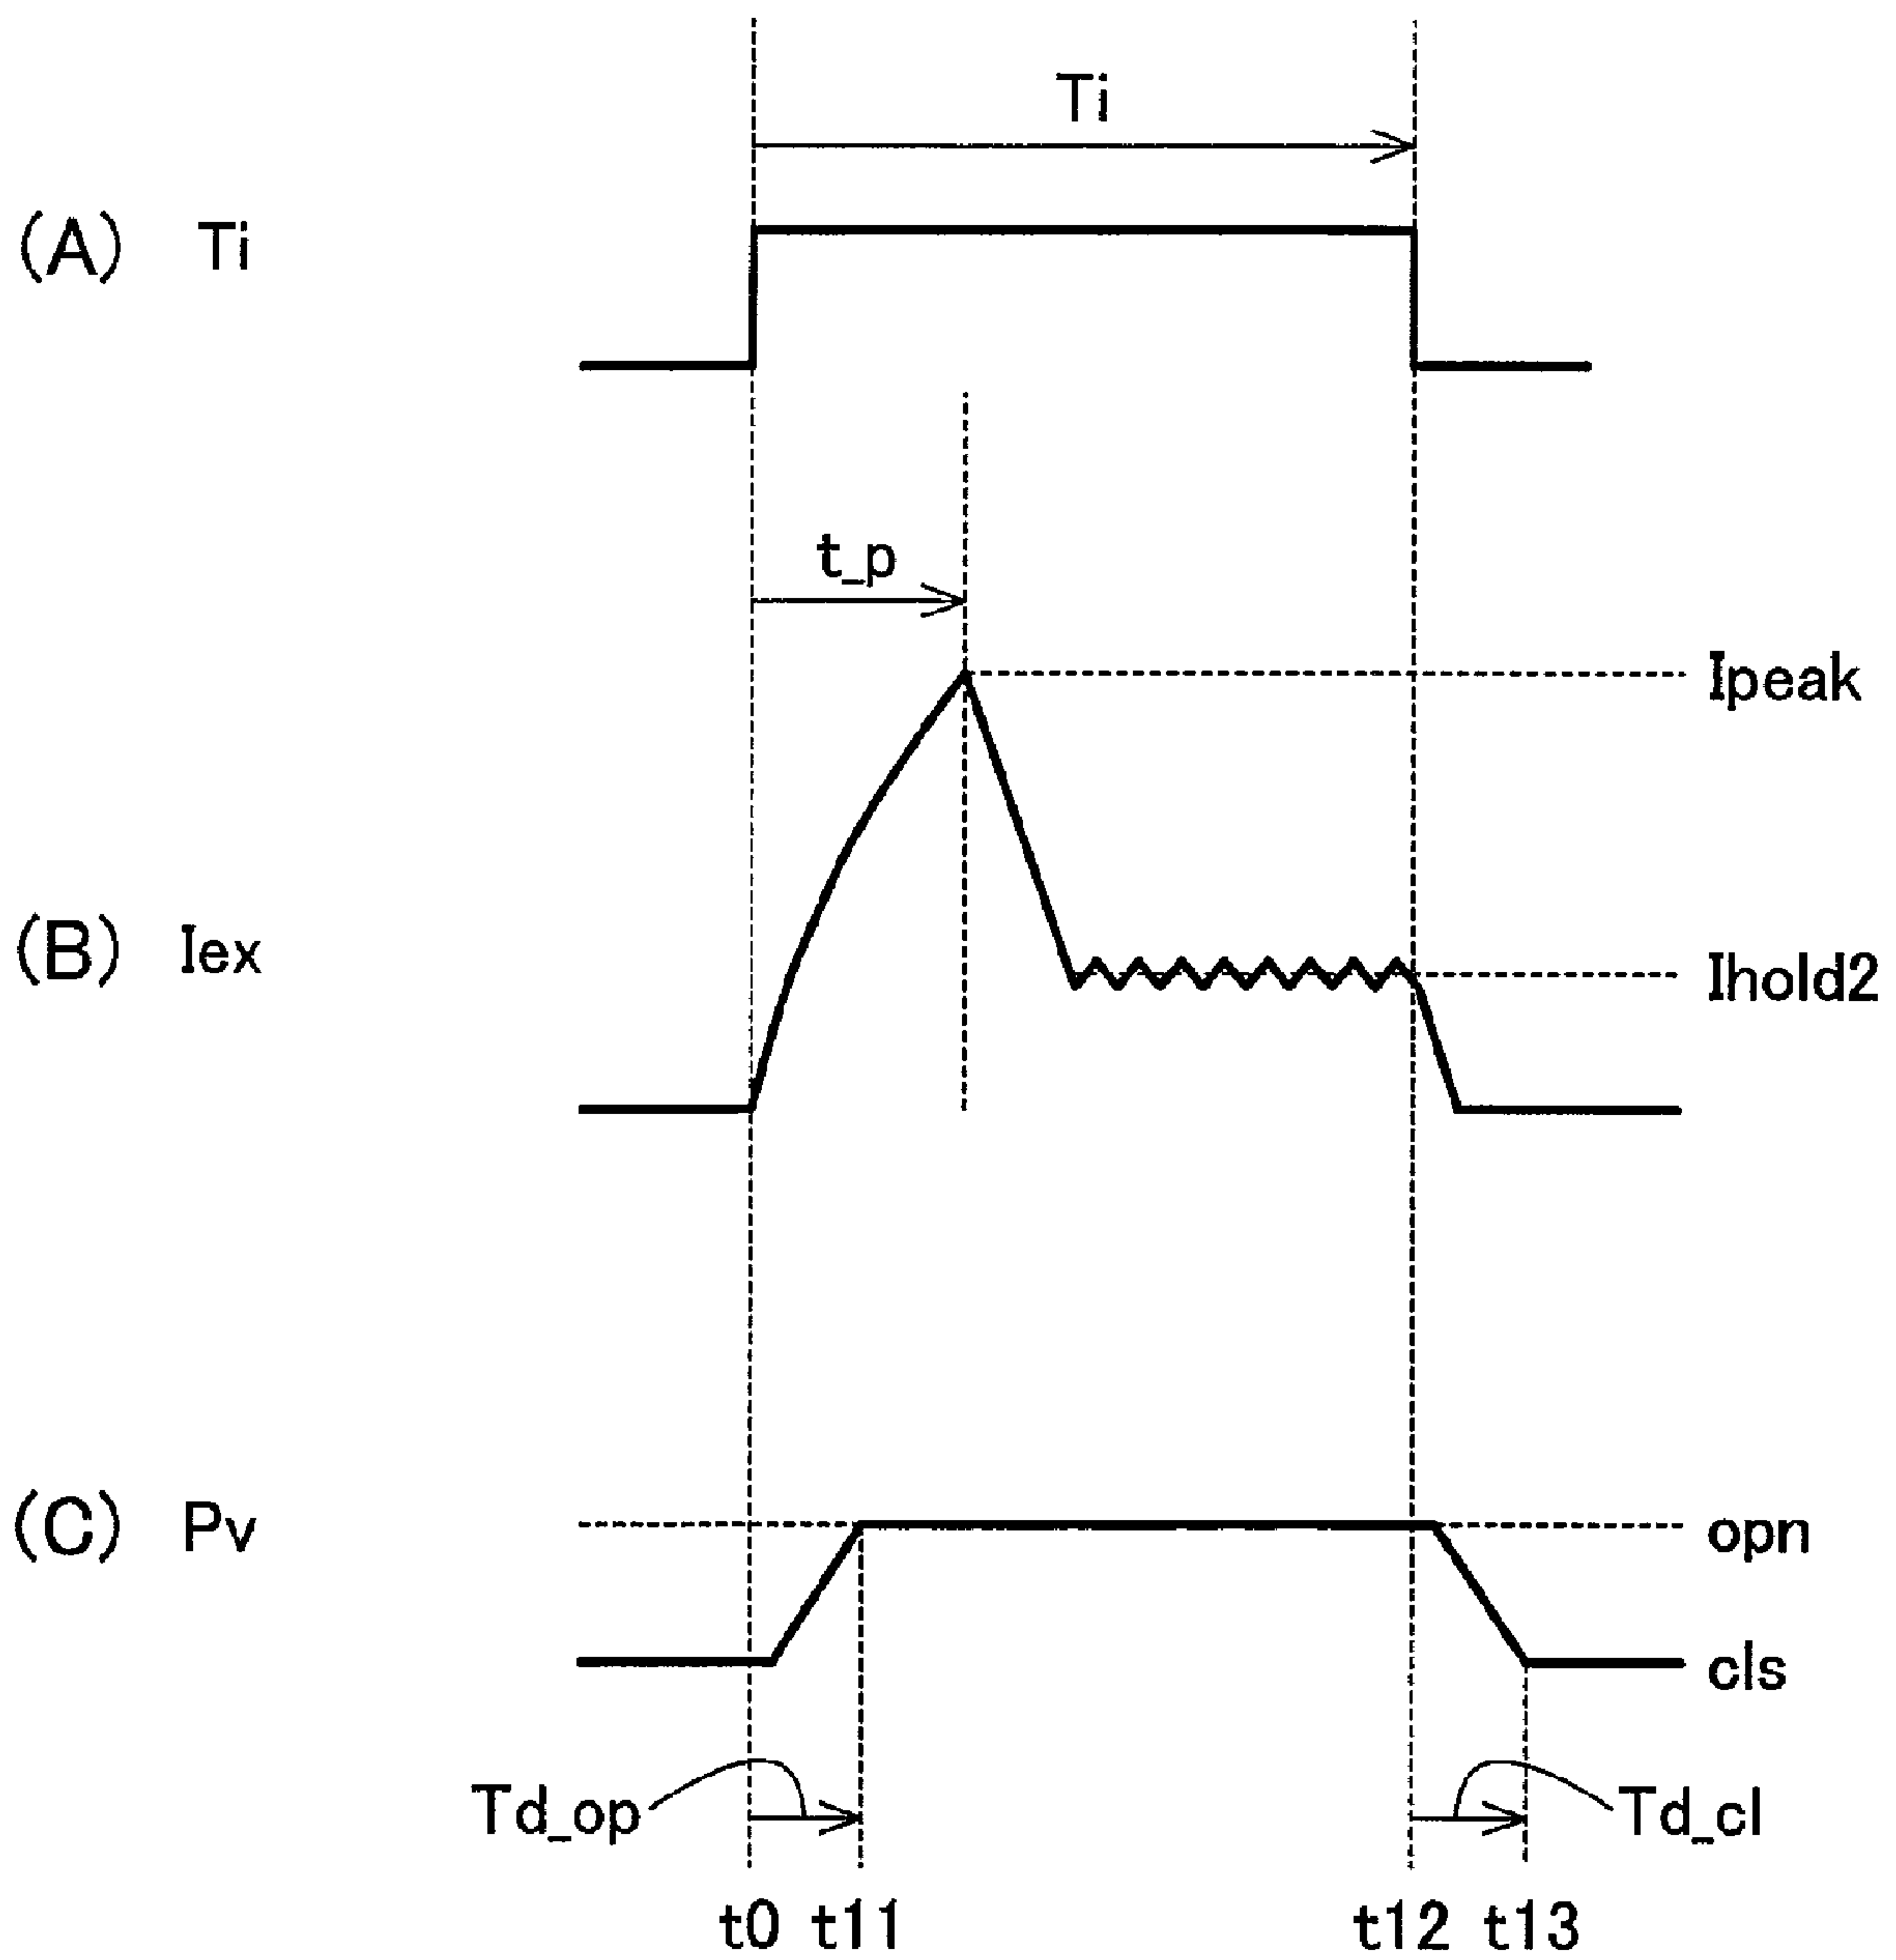 Ti
(A) Ti
t_p
Ipeak
(B) Iex
Ihold2
(C) Pv
opn
cls
Td_op
Td_cl
t0 t11 t12 t13